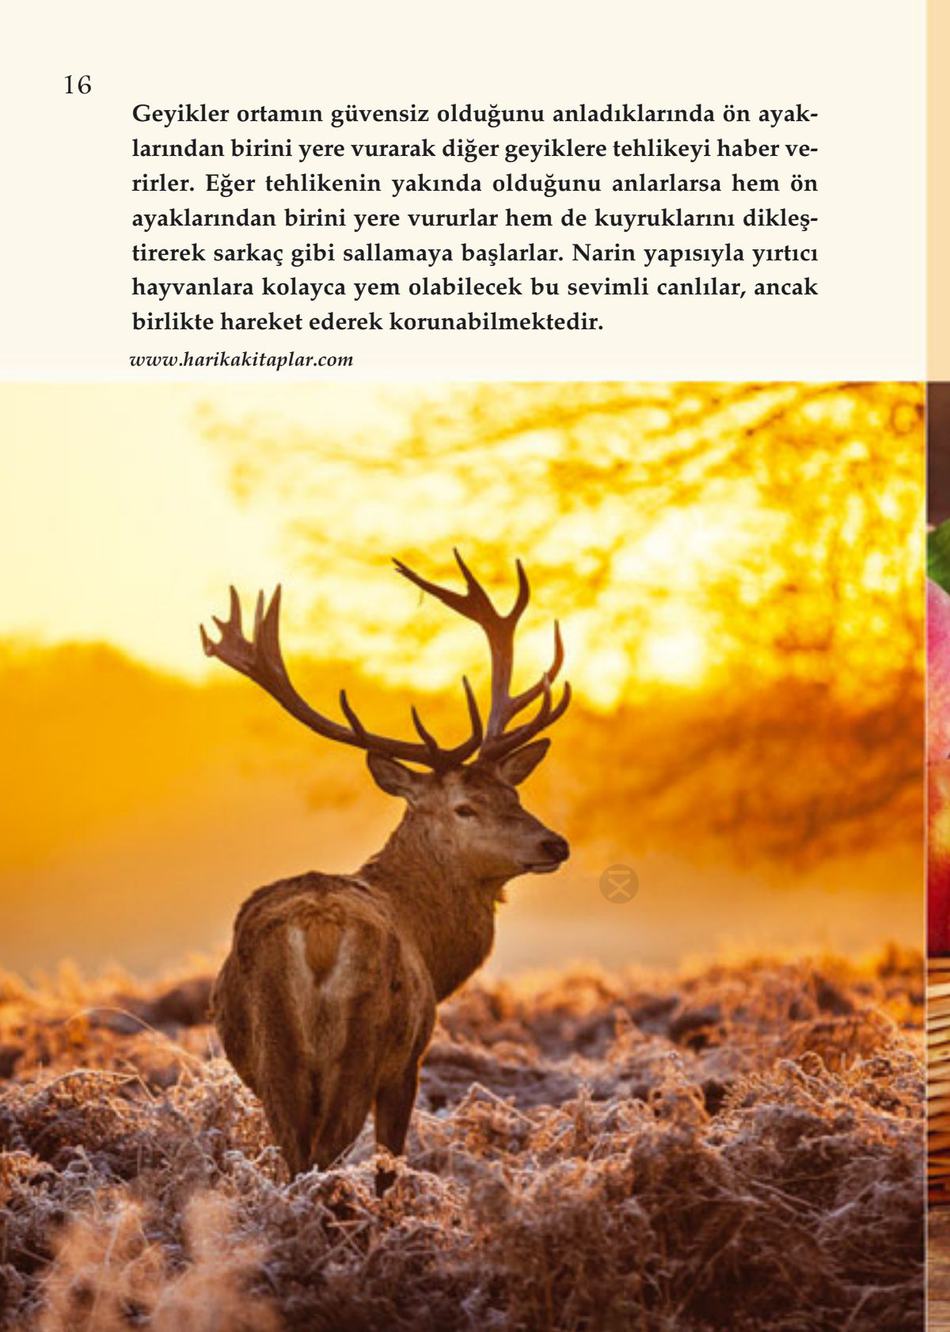 16
Geyikler ortamın güvensiz olduğunu anladıklarında ön ayak-
larından birini yere vurarak diğer geyiklere tehlikeyi haber ve-
rirler. Eğer tehlikenin yakında olduğunu anlarlarsa hem ön
ayaklarından birini yere vururlar hem de kuyruklarını dikleş-
tirerek sarkaç gibi sallamaya başlarlar. Narin yapısıyla yırtıcı
hayvanlara kolayca yem olabilecek bu sevimli canlılar, ancak
birlikte hareket ederek korunabilmektedir.
www.harikakitaplar.com